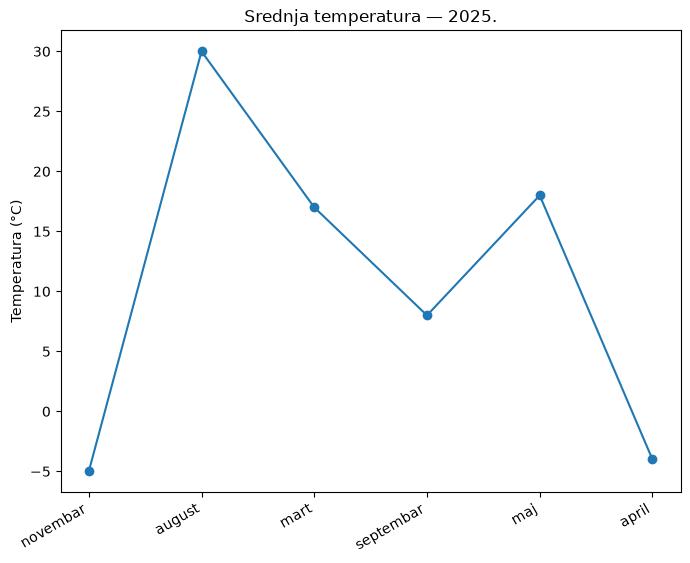 Srednja temperatura — 2025.
Temperatura (°C)
30
25
20
15
10
5
0
−5
novembar
august
mart
septembar
maj
april